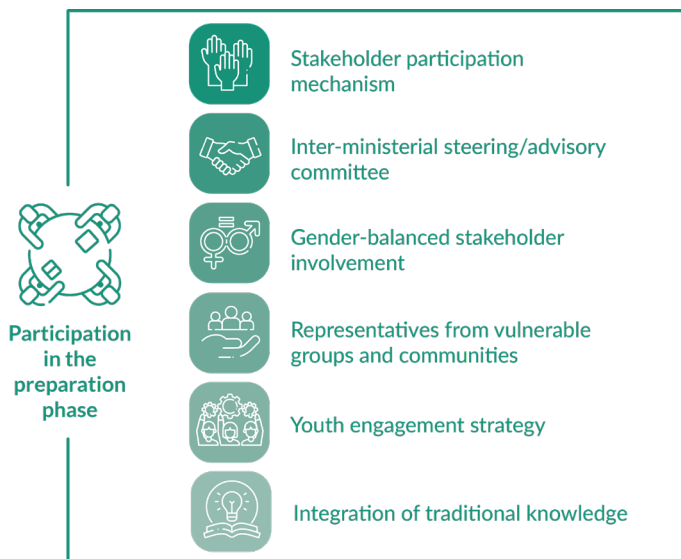 Stakeholder participation
mechanism
Inter-ministerial steering/advisory
committee
Gender-balanced stakeholder
involvement
Participation
in the
preparation
phase
Representatives from vulnerable
groups and communities
Youth engagement strategy
Integration of traditional knowledge